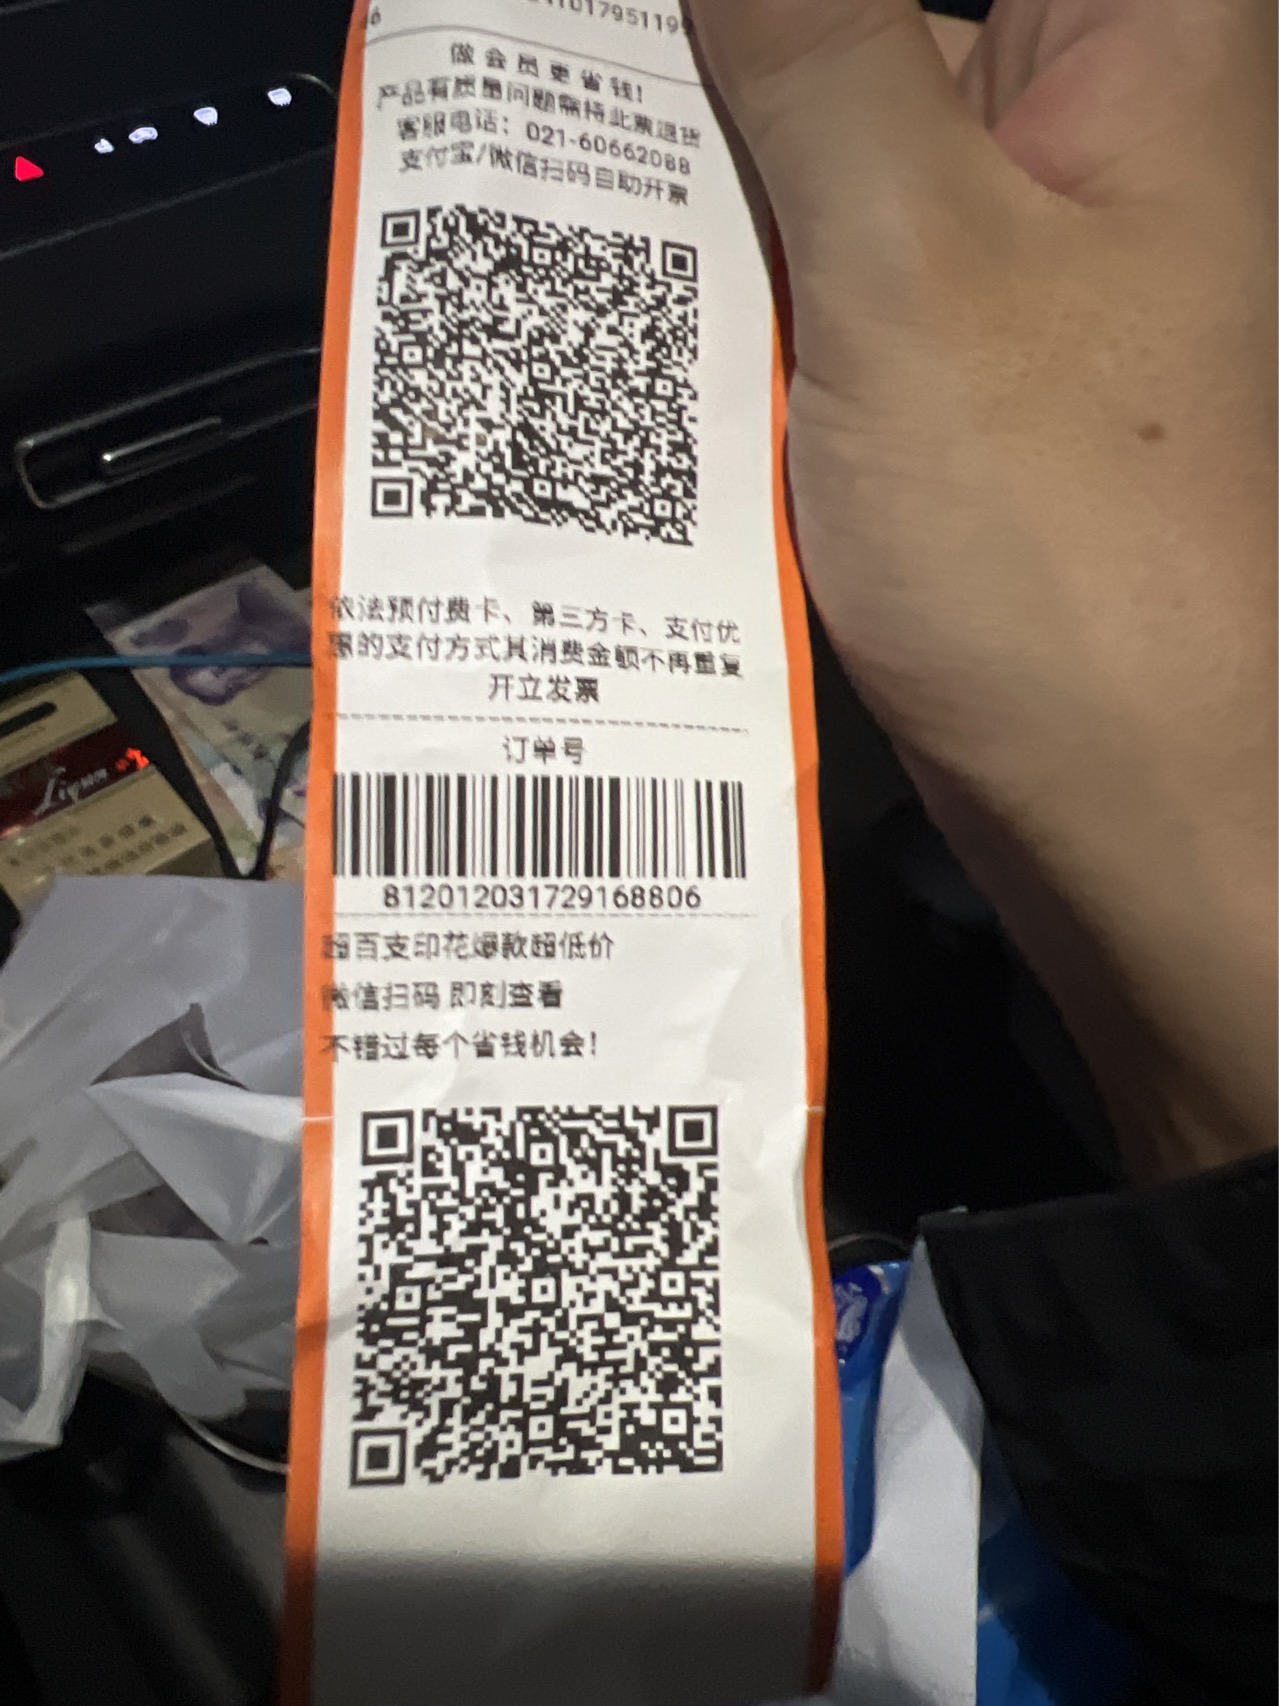 做会员更省钱!
产品有质量问题需持此票退货
客服电话: 021-60662088
支付宝/微信扫码自助开票
依法预付费卡、第三方卡、支付优
惠的支付方式其消费金额不再重复
开立发票
订单号
812012031729168806
超百支印花爆款超低价
微信扫码 即刻查看
不错过每个省钱机会!